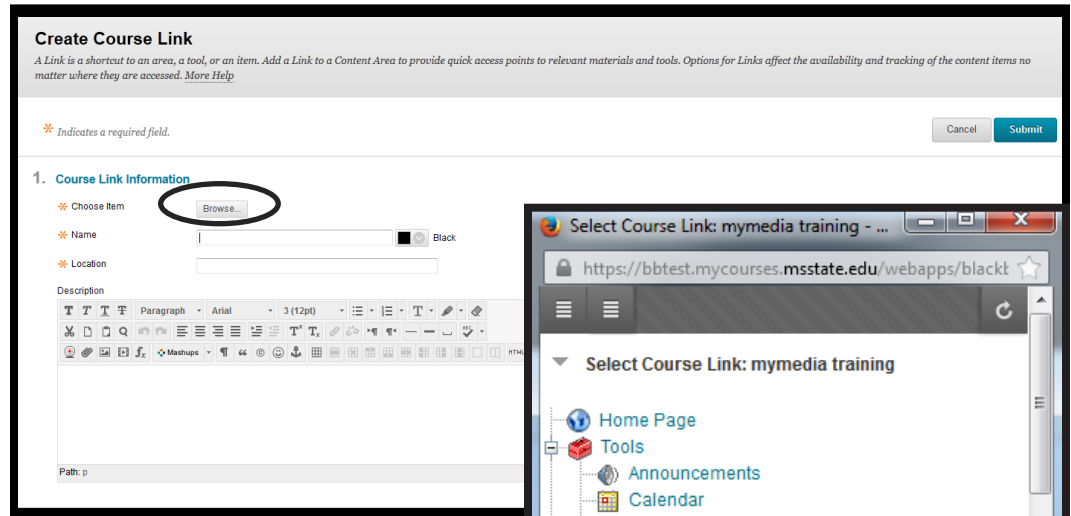 Create Course Link
A Link is a shortcut to an area, a tool, or an item. Add a Link to a Content Area to provide quick access points to relevant materials and tools. Options for Links affect the availability and tracking of the content items no
matter where they are accessed. More Help
Indicates a required field.
Cancel Submit
1. Course Link Information
Choose Item Browse...
Name Black
Location
Description
T T T T Paragraph Arial 3 (12pt)
Mashups HTML
Path: p
Select Course Link: mymedia training - ...
https://bbtest.mycourses.msstate.edu/webapps/blackb
Select Course Link: mymedia training
Home Page
Tools
Announcements
Calendar